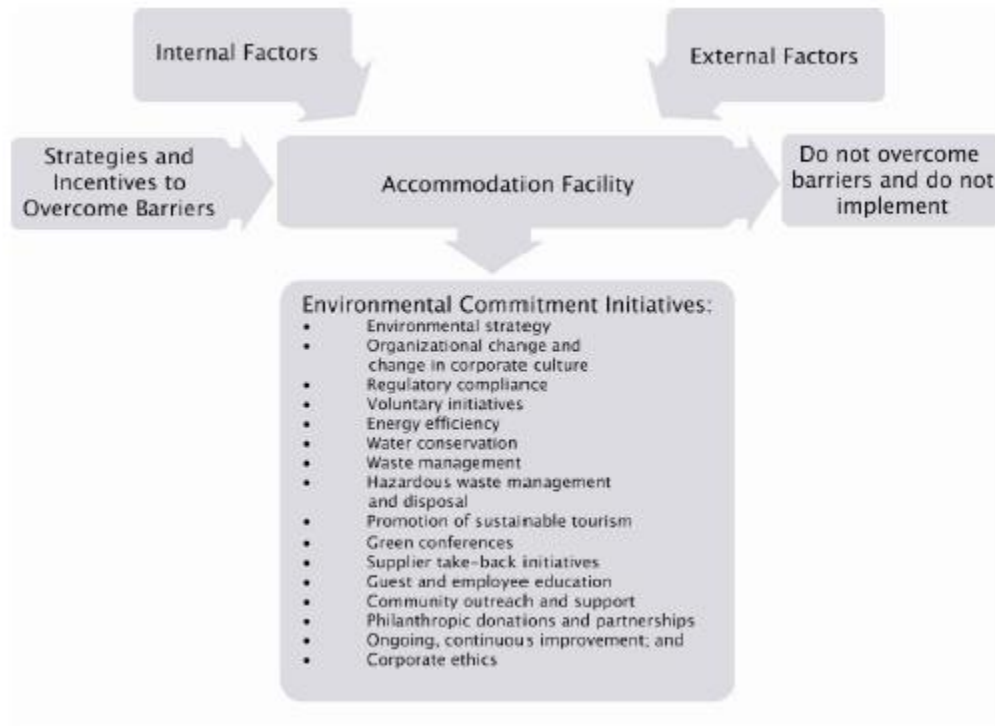 Internal Factors
External Factors
Strategies and
Incentives to
Overcome Barriers
Accommodation Facility
Do not overcome
barriers and do not
implement
Environmental Commitment Initiatives:
• Environmental strategy
• Organizational change and
change in corporate culture
• Regulatory compliance
• Voluntary initiatives
• Energy efficiency
• Water conservation
• Waste management
• Hazardous waste management
and disposal
• Promotion of sustainable tourism
• Green conferences
• Supplier take-back initiatives
• Guest and employee education
• Community outreach and support
• Philanthropic donations and partnerships
• Ongoing, continuous improvement; and
• Corporate ethics